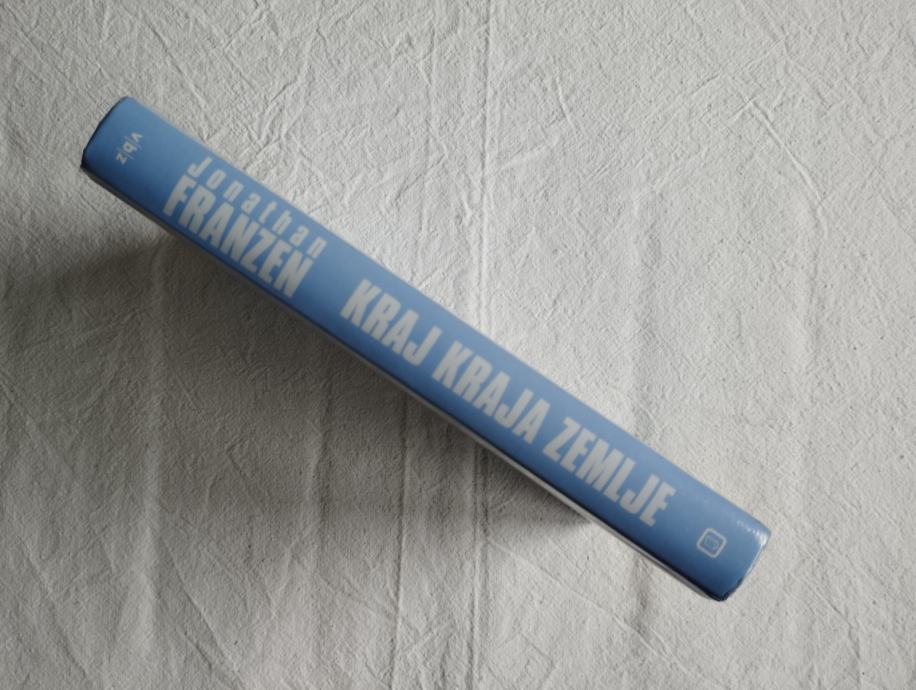 v|b|z
Jonathan
FRANZEN
KRAJ KRAJA ZEMLJE